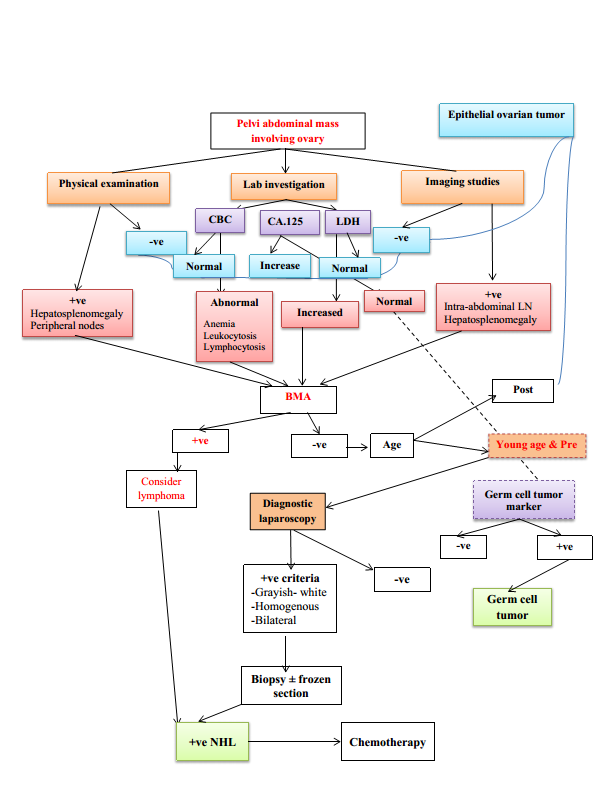 Pelvi abdominal mass
involving ovary
Epithelial ovarian tumor
Physical examination
Lab investigation
Imaging studies
CBC
CA.125
LDH
-ve
-ve
Normal
Increase
Normal
+ve
Hepatosplenomegaly
Peripheral nodes
Abnormal
Anemia
Leukocytosis
Lymphocytosis
Increased
Normal
+ve
Intra-abdominal LN
Hepatosplenomegaly
BMA
Post
+ve
-ve
Age
Young age & Pre
Consider
lymphoma
Diagnostic
laparoscopy
Germ cell tumor
marker
-ve
+ve
+ve criteria
-Grayish- white
-Homogenous
-Bilateral
-ve
Germ cell
tumor
Biopsy ± frozen
section
+ve NHL
Chemotherapy